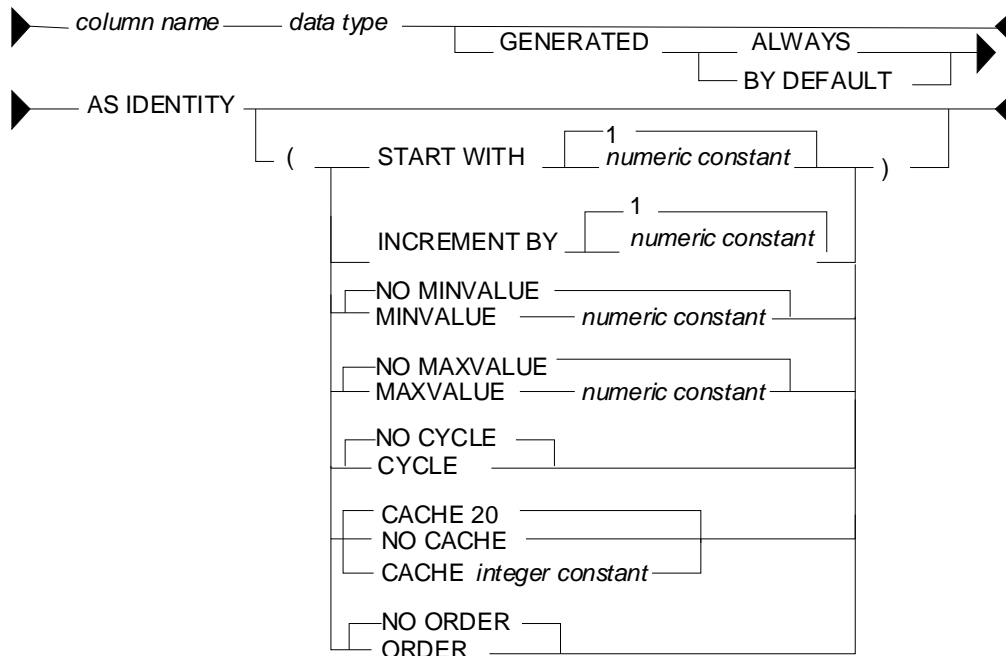 column name data type
GENERATED ALWAYS
BY DEFAULT
AS IDENTITY
1
( START WITH numeric constant )
1
INCREMENT BY numeric constant
NO MINVALUE
MINVALUE numeric constant
NO MAXVALUE
MAXVALUE numeric constant
NO CYCLE
CYCLE
CACHE 20
NO CACHE
CACHE integer constant
NO ORDER
ORDER